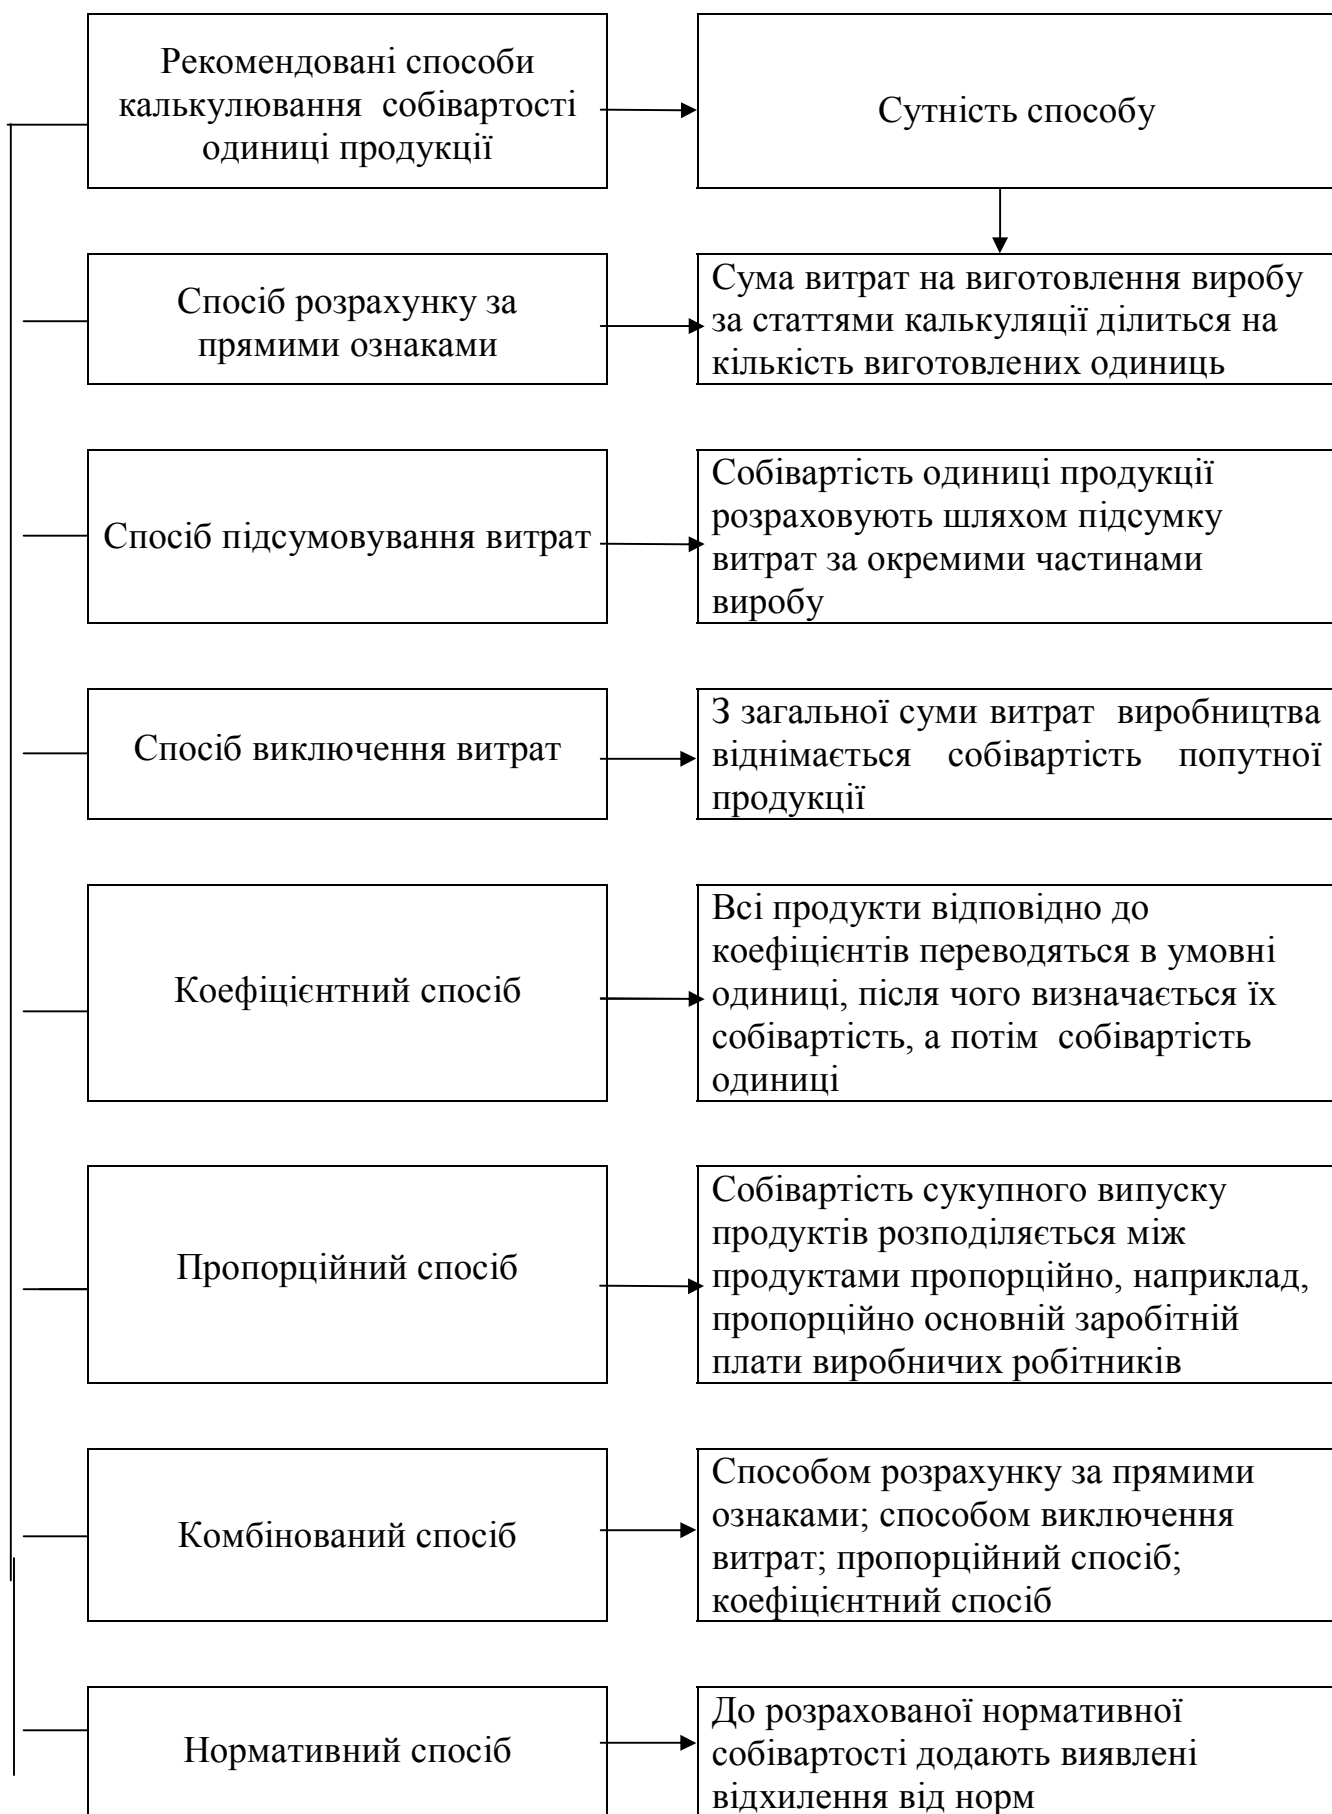 Рекомендовані способи
калькулювання собівартості
одиниці продукції
Сутність способу
Спосіб розрахунку за
прямими ознаками
Сума витрат на виготовлення виробу
за статтями калькуляції ділиться на
кількість виготовлених одиниць
Спосіб підсумовування витрат
Собівартість одиниці продукції
розраховують шляхом підсумку
витрат за окремими частинами
виробу
Спосіб виключення витрат
З загальної суми витрат виробництва
віднімається собівартість попутної
продукції
Коефіцієнтний спосіб
Всі продукти відповідно до
коефіцієнтів переводяться в умовні
одиниці, після чого визначається їх
собівартість, а потім собівартість
одиниці
Пропорційний спосіб
Собівартість сукупного випуску
продуктів розподіляється між
продуктами пропорційно, наприклад,
пропорційно основній заробітній
плати виробничих робітників
Комбінований спосіб
Способом розрахунку за прямими
ознаками; способом виключення
витрат; пропорційний спосіб;
коефіцієнтний спосіб
Нормативний спосіб
До розрахованої нормативної
собівартості додають виявлені
відхилення від норм